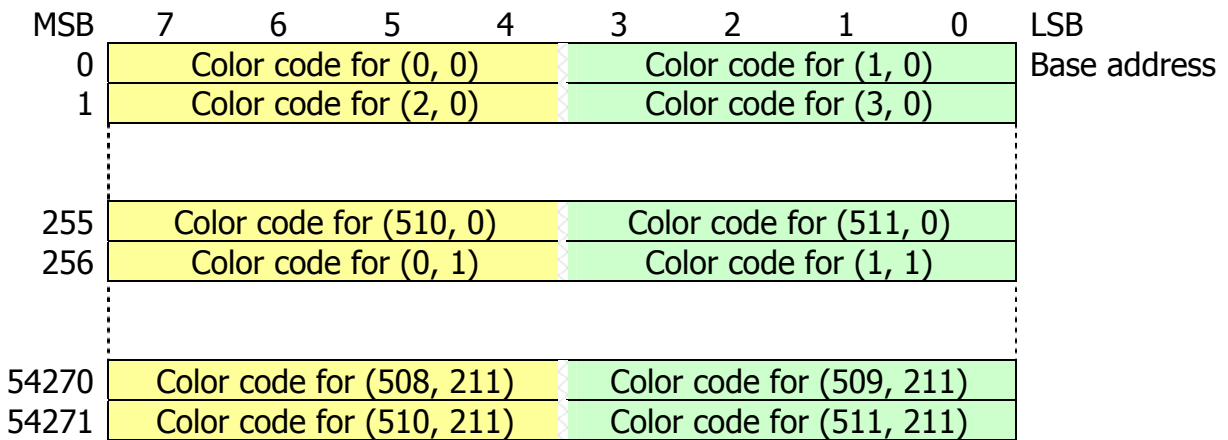 MSB 7 6 5 4 3 2 1 0 LSB
0 Color code for (0, 0) Color code for (1, 0) Base address
1 Color code for (2, 0) Color code for (3, 0)
255 Color code for (510, 0) Color code for (511, 0)
256 Color code for (0, 1) Color code for (1, 1)
54270 Color code for (508, 211) Color code for (509, 211)
54271 Color code for (510, 211) Color code for (511, 211)